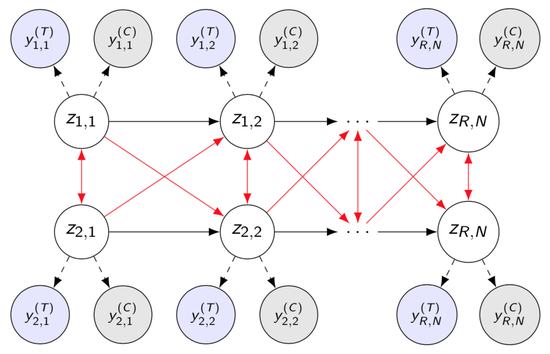 y_{1,1}^{(T)} y_{1,1}^{(C)} y_{1,2}^{(T)} y_{1,2}^{(C)} y_{R,N}^{(T)} y_{R,N}^{(C)}
z_{1,1} z_{1,2} ··· z_{R,N}
z_{2,1} z_{2,2} ··· z_{R,N}
y_{2,1}^{(T)} y_{2,1}^{(C)} y_{2,2}^{(T)} y_{2,2}^{(C)} y_{R,N}^{(T)} y_{R,N}^{(C)}